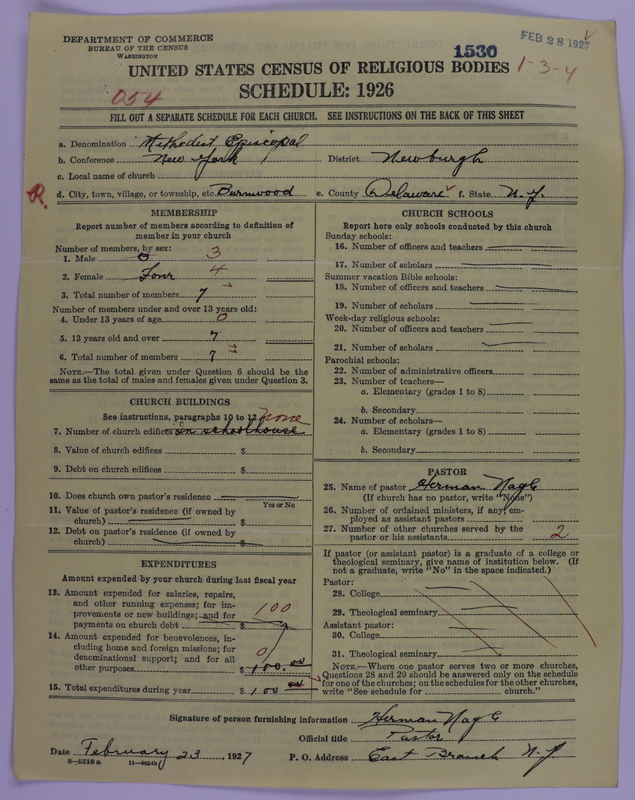 DEPARTMENT OF COMMERCE
BUREAU OF THE CENSUS
WASHINGTON
1530
FEB 28 1927
UNITED STATES CENSUS OF RELIGIOUS BODIES
1-3-4
054
SCHEDULE: 1926
FILL OUT A SEPARATE SCHEDULE FOR EACH CHURCH. SEE INSTRUCTIONS ON THE BACK OF THIS SHEET
a. Denomination Methodist Episcopal
b. Conference New York District Newburgh
c. Local name of church
R. d. City, town, village, or township, etc. Burnwood e. County Delaware f. State N.Y.
MEMBERSHIP
Report number of members according to definition of
member in your church
Number of members, by sex:
1. Male 3
2. Female Four 4
3. Total number of members 7
Number of members under and over 13 years old:
4. Under 13 years of age 0
5. 13 years old and over 7
6. Total number of members 7
NOTE.—The total given under Question 6 should be
same as the total of males and females given under Question 3.
CHURCH BUILDINGS
See instructions, paragraphs 10 to 12 none
7. Number of church edifices In schoolhouse
8. Value of church edifices $
9. Debt on church edifices $
10. Does church own pastor's residence
Yes or No
11. Value of pastor's residence (if owned by
church) $
12. Debt on pastor's residence (if owned by
church) $
EXPENDITURES
Amount expended by your church during last fiscal year
13. Amount expended for salaries, repairs,
and other running expenses; for im-
provements or new buildings; and for
payments on church debt $ 100
14. Amount expended for benevolences, in-
cluding home and foreign missions; for
denominational support; and for all
other purposes $ 0 100.00
15. Total expenditures during year $ 100 00
CHURCH SCHOOLS
Report here only schools conducted by this church
Sunday schools:
16. Number of officers and teachers
17. Number of scholars
Summer vacation Bible schools:
18. Number of officers and teachers
19. Number of scholars
Week-day religious schools:
20. Number of officers and teachers
21. Number of scholars
Parochial schools:
22. Number of administrative officers
23. Number of teachers—
a. Elementary (grades 1 to 8)
b. Secondary
24. Number of scholars—
a. Elementary (grades 1 to 8)
b. Secondary
PASTOR
25. Name of pastor Herman Nagle
(If church has no pastor, write "None")
26. Number of ordained ministers, if any, em-
ployed as assistant pastors
27. Number of other churches served by the
pastor or his assistants 2
If pastor (or assistant pastor) is a graduate of a college or
theological seminary, give name of institution below. (If
not a graduate, write "No" in the space indicated.)
Pastor:
28. College
29. Theological seminary
Assistant pastor:
30. College
31. Theological seminary
NOTE.—Where one pastor serves two or more churches,
Questions 28 and 29 should be answered only on the schedule
for one of the churches; on the schedules for the other churches,
write "See schedule for church."
Signature of person furnishing information Herman Nagle
Official title Pastor
Date February 23, 1927 P. O. Address East Branch N.Y.